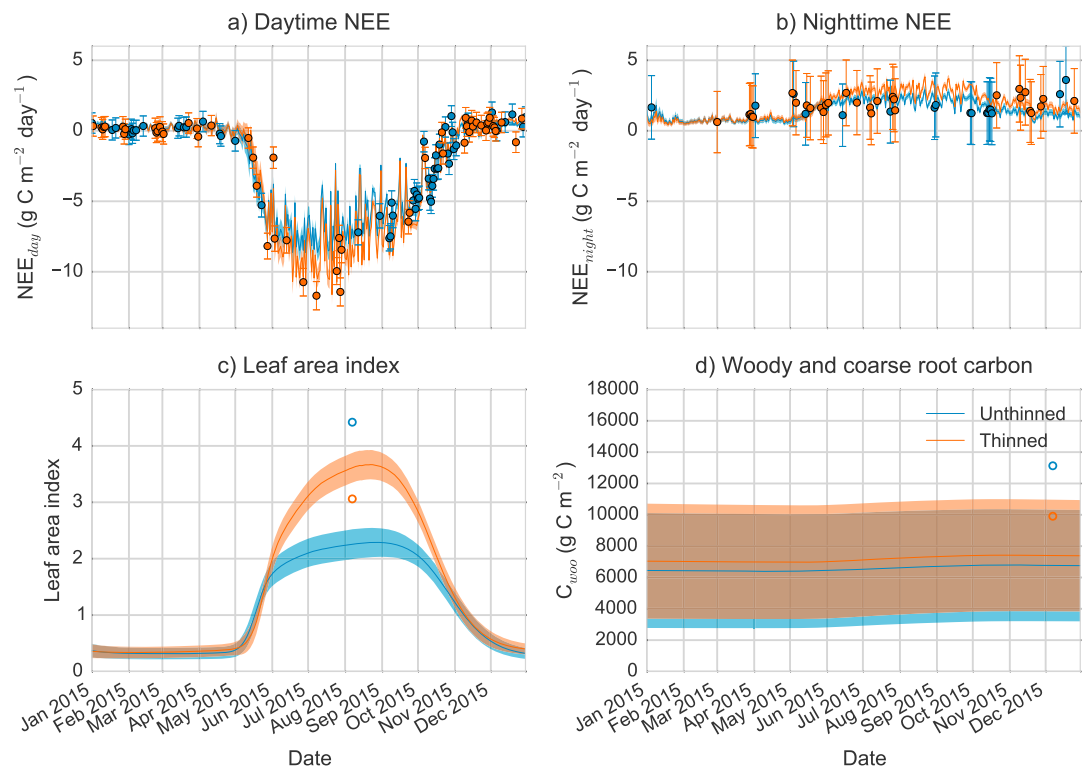 a) Daytime NEE
NEE_day (g C m⁻² day⁻¹)
5
0
−5
−10
b) Nighttime NEE
NEE_night (g C m⁻² day⁻¹)
5
0
−5
−10
c) Leaf area index
Leaf area index
5
4
3
2
1
0
Jan 2015
Feb 2015
Mar 2015
Apr 2015
May 2015
Jun 2015
Jul 2015
Aug 2015
Sep 2015
Oct 2015
Nov 2015
Dec 2015
Date
d) Woody and coarse root carbon
C_woo (g C m⁻²)
18000
16000
14000
12000
10000
8000
6000
4000
2000
0
Unthinned
Thinned
Jan 2015
Feb 2015
Mar 2015
Apr 2015
May 2015
Jun 2015
Jul 2015
Aug 2015
Sep 2015
Oct 2015
Nov 2015
Dec 2015
Date